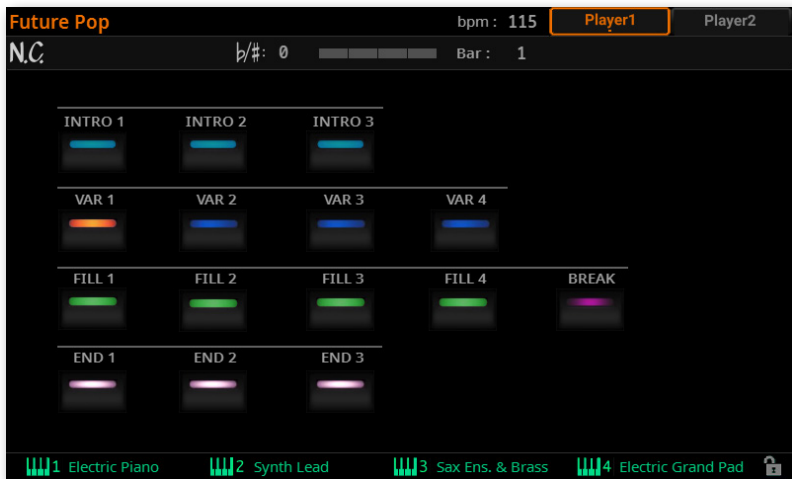 Future Pop bpm : 115 Player1 Player2
N.C. ♭/#: 0 Bar : 1
INTRO 1 INTRO 2 INTRO 3
VAR 1 VAR 2 VAR 3 VAR 4
FILL 1 FILL 2 FILL 3 FILL 4 BREAK
END 1 END 2 END 3
1 Electric Piano 2 Synth Lead 3 Sax Ens. & Brass 4 Electric Grand Pad